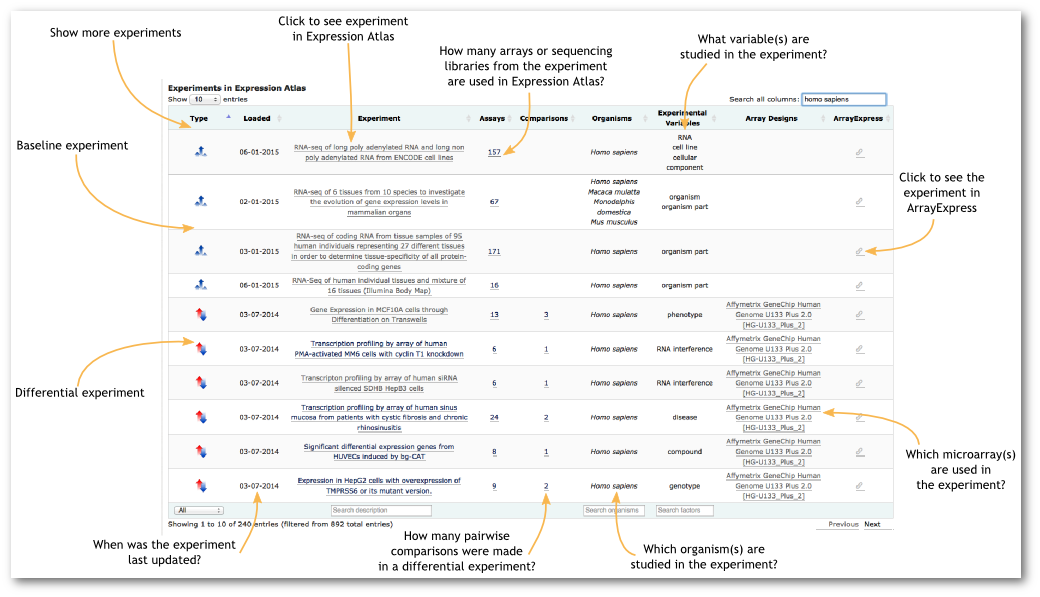 Show more experiments
Click to see experiment
in Expression Atlas
How many arrays or sequencing
libraries from the experiment
are used in Expression Atlas?
What variable(s) are
studied in the experiment?
Experiments in Expression Atlas
Show 10 entries
Search all columns: homo sapiens
Type Loaded Experiment Assays Comparisons Organisms Experimental Variables Array Designs ArrayExpress
Baseline experiment
06-01-2015 RNA-seq of long poly adenylated RNA and long non
poly adenylated RNA from ENCODE cell lines
157 Homo sapiens
RNA
cell line
cellular
component
02-01-2015 RNA-seq of 6 tissues from 10 species to investigate
the evolution of gene expression levels in
mammalian organs
67
Homo sapiens
Macaca mulatta
Monodelphis
domestica
Mus musculus
organism
organism part
Click to see the
experiment in
ArrayExpress
03-01-2015 RNA-seq of coding RNA from tissue samples of 95
human individuals representing 27 different tissues
in order to determine tissue-specificity of all protein-
coding genes
171 Homo sapiens organism part
06-01-2015 RNA-Seq of human individual tissues and mixture of
16 tissues (Illumina Body Map)
16 Homo sapiens organism part
03-07-2014 Gene Expression in MCF10A cells through
Differentiation on Transwells
13 3 Homo sapiens phenotype
Affymetrix GeneChip Human
Genome U133 Plus 2.0
[HG-U133_Plus_2]
03-07-2014 Transcription profiling by array of human
PMA-activated MM6 cells with cyclin T1 knockdown
6 1 Homo sapiens RNA interference
Affymetrix GeneChip Human
Genome U133 Plus 2.0
[HG-U133_Plus_2]
Differential experiment
03-07-2014 Transcripton profiling by array of human siRNA
silenced SDHB HepB3 cells
6 1 Homo sapiens RNA interference
Affymetrix GeneChip Human
Genome U133 Plus 2.0
[HG-U133_Plus_2]
03-07-2014 Transcription profiling by array of human sinus
mucosa from patients with cystic fibrosis and chronic
rhinosinusitis
24 2 Homo sapiens disease
Affymetrix GeneChip Human
Genome U133 Plus 2.0
[HG-U133_Plus_2]
03-07-2014 Significant differential expression genes from
HUVECs induced by bg-CAT
8 1 Homo sapiens compound
Affymetrix GeneChip Human
Genome U133 Plus 2.0
[HG-U133_Plus_2]
Which microarray(s)
are used in
the experiment?
03-07-2014 Expression in HepG2 cells with overexpression of
TMPRSS6 or its mutant version.
9 2 Homo sapiens genotype
Affymetrix GeneChip Human
Genome U133 Plus 2.0
[HG-U133_Plus_2]
All Search description Search organisms Search factors
Showing 1 to 10 of 240 entries (filtered from 892 total entries)
Previous Next
When was the experiment
last updated?
How many pairwise
comparisons were made
in a differential experiment?
Which organism(s) are
studied in the experiment?